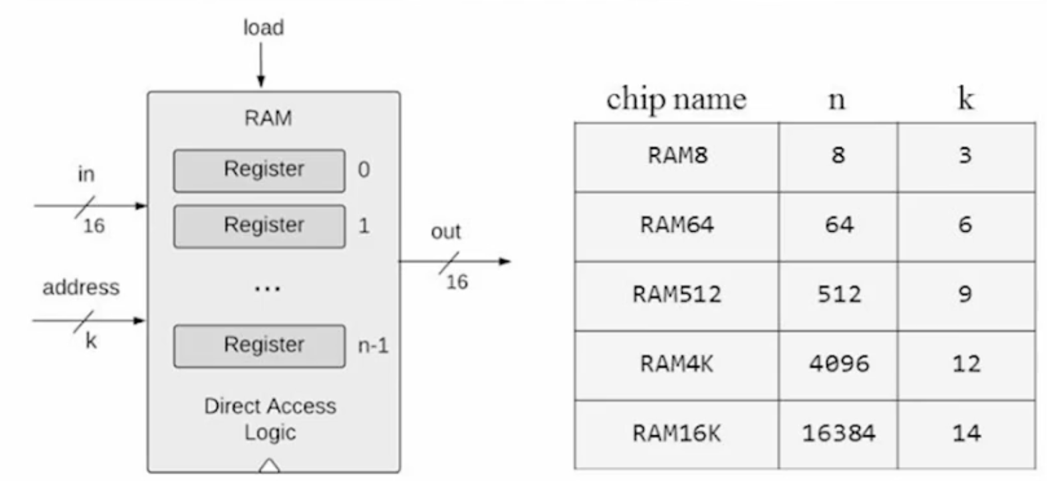 load
RAM
Register 0
in
16
Register 1
out
16
address
k
...
Register n-1
Direct Access
Logic
chip name n k
RAM8 8 3
RAM64 64 6
RAM512 512 9
RAM4K 4096 12
RAM16K 16384 14